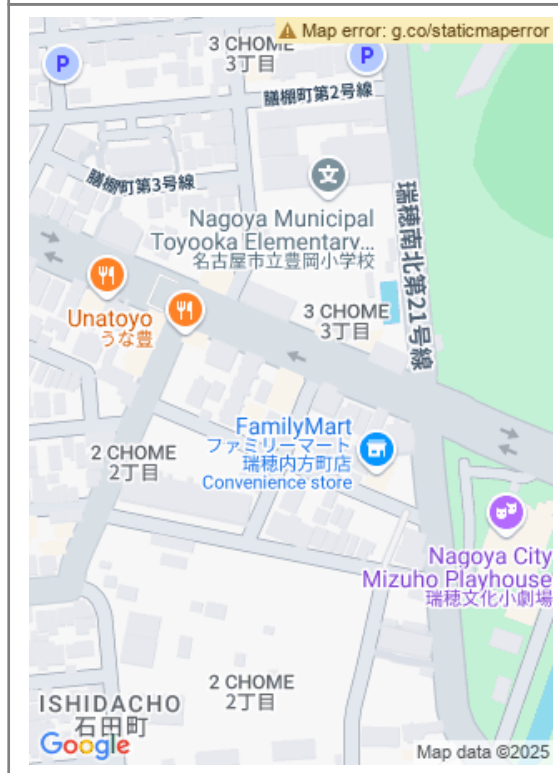 Map error: g.co/staticmaperror
3 CHOME
3丁目
P
P
膳棚町第2号線
膳棚町第3号線
文
Nagoya Municipal
Toyooka Elementary...
名古屋市立豊岡小学校
瑞穂南北第21号線
Unatoyo
うな豊
3 CHOME
3丁目
FamilyMart
ファミリーマート
瑞穂内方町店
Convenience store
2 CHOME
2丁目
Nagoya City
Mizuho Playhouse
瑞穂文化小劇場
2 CHOME
2丁目
ISHIDACHO
石田町
Google
Map data ©2025